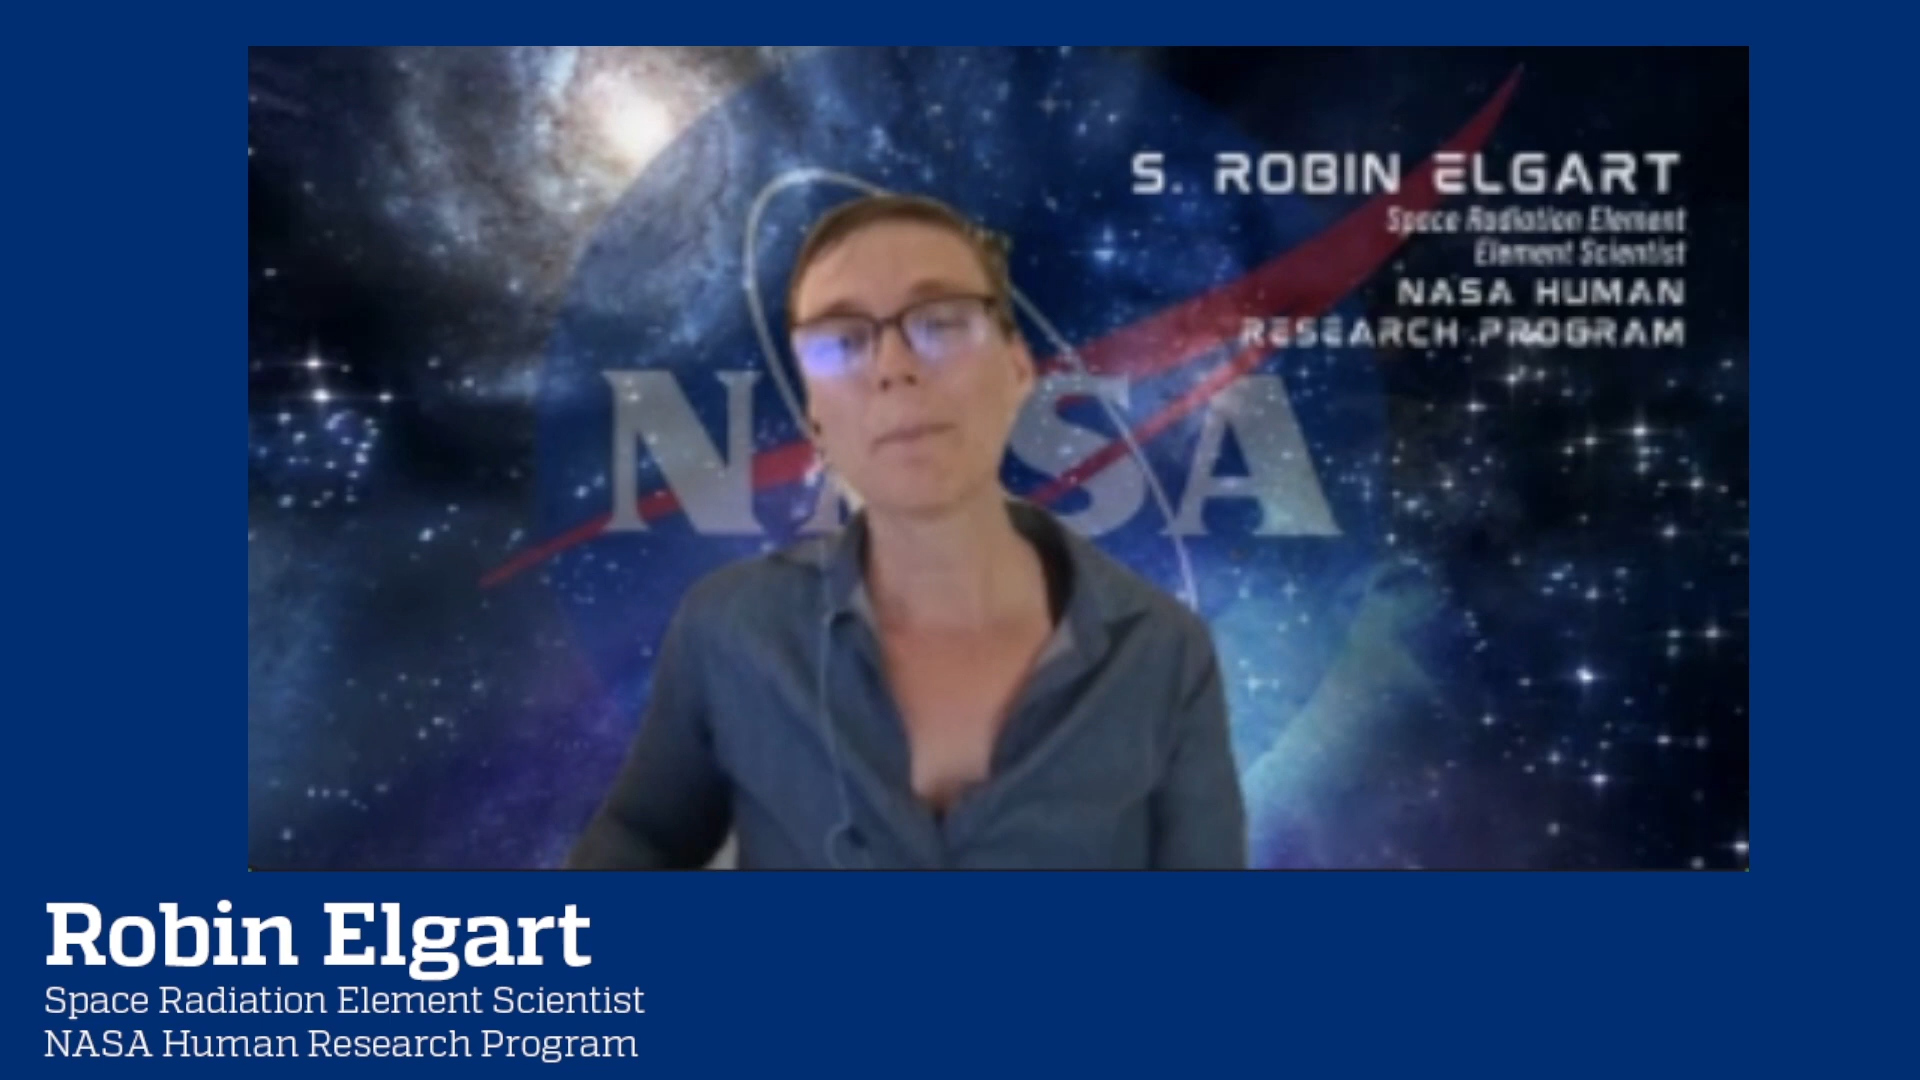 S. ROBIN ELGART
Space Radiation Element
Element Scientist
NASA HUMAN
RESEARCH PROGRAM
NASA
Robin Elgart
Space Radiation Element Scientist
NASA Human Research Program